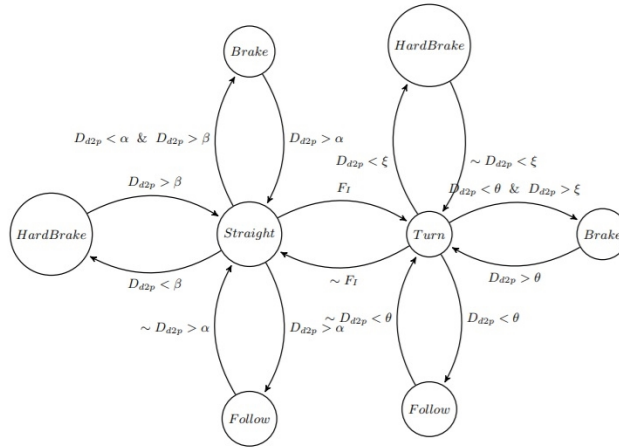 HardBrake
Brake
D_{d2p} < α & D_{d2p} > β
D_{d2p} > α
D_{d2p} < ξ
∼ D_{d2p} < ξ
D_{d2p} > β
F_I
D_{d2p} < θ & D_{d2p} > ξ
HardBrake
Straight
Turn
Brake
D_{d2p} < β
∼ F_I
D_{d2p} > θ
∼ D_{d2p} > α
D_{d2p} > α
∼ D_{d2p} < θ
D_{d2p} < θ
Follow
Follow